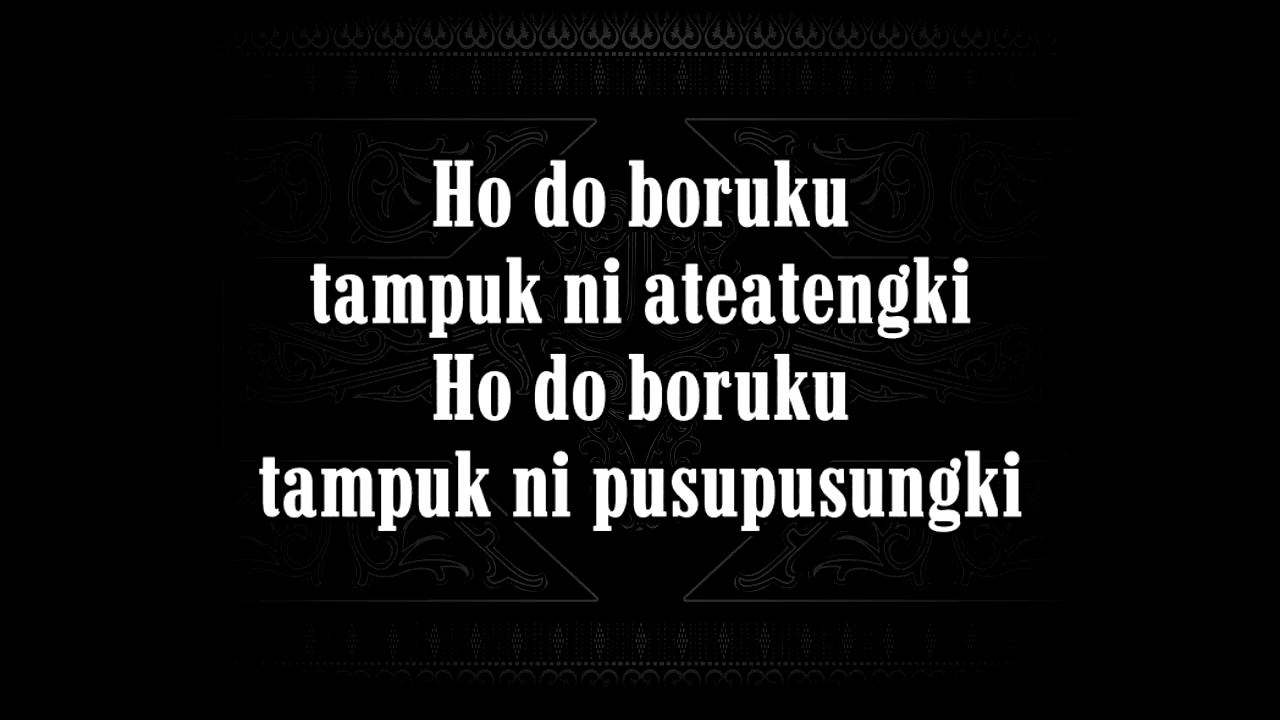 Ho do boruku
tampuk ni ateatengki
Ho do boruku
tampuk ni pusupusungki